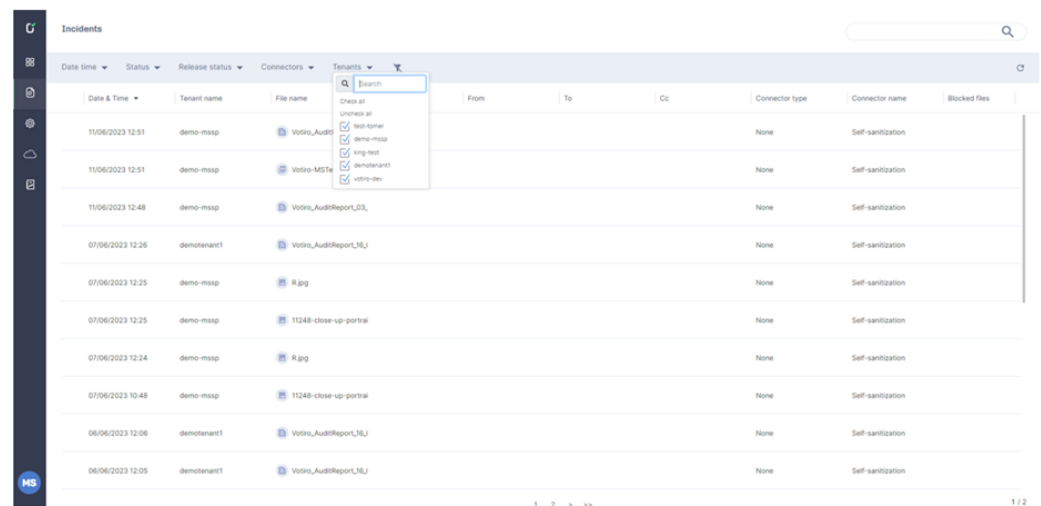 Incidents
Date time Status Release status Connectors Tenants
Search
Date & Time Tenant name File name From To Cc Connector type Connector name Blocked files
Check all
Uncheck all
test-tomer
demo-mssp
king-test
demotenant1
votiro-dev
11/06/2023 12:51 demo-mssp Votiro_Audit None Self-sanitization
11/06/2023 12:51 demo-mssp Votiro-MSTe None Self-sanitization
11/06/2023 12:48 demo-mssp Votiro_AuditReport_03_ None Self-sanitization
07/06/2023 12:26 demotenant1 Votiro_AuditReport_16_ None Self-sanitization
07/06/2023 12:25 demo-mssp R.jpg None Self-sanitization
07/06/2023 12:25 demo-mssp 11248-close-up-portrai None Self-sanitization
07/06/2023 12:24 demo-mssp R.jpg None Self-sanitization
07/06/2023 10:48 demo-mssp 11248-close-up-portrai None Self-sanitization
06/06/2023 12:06 demotenant1 Votiro_AuditReport_16_ None Self-sanitization
06/06/2023 12:05 demotenant1 Votiro_AuditReport_16_ None Self-sanitization
MS
1 2 > >> 1 / 2